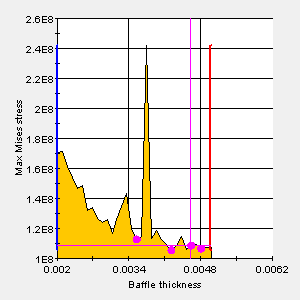 2.6E8
2.4E8
2.2E8
2E8
1.8E8
1.6E8
1.4E8
1.2E8
1E8
Max Mises stress
0.002 0.0034 0.0048 0.0062
Baffle thickness